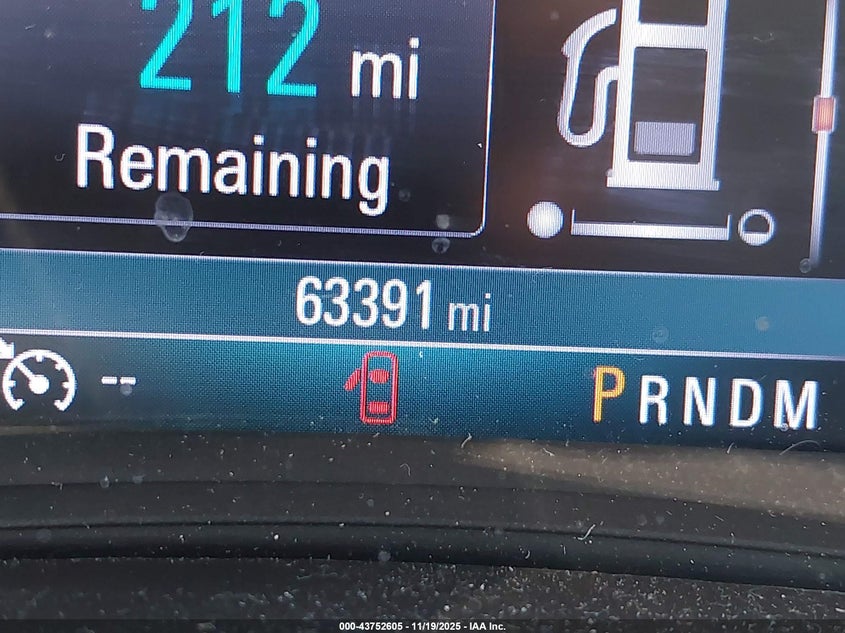 212 mi
Remaining
63391 mi
-- PRNDM
000-43752605 - 11/19/2025 - IAA Inc.